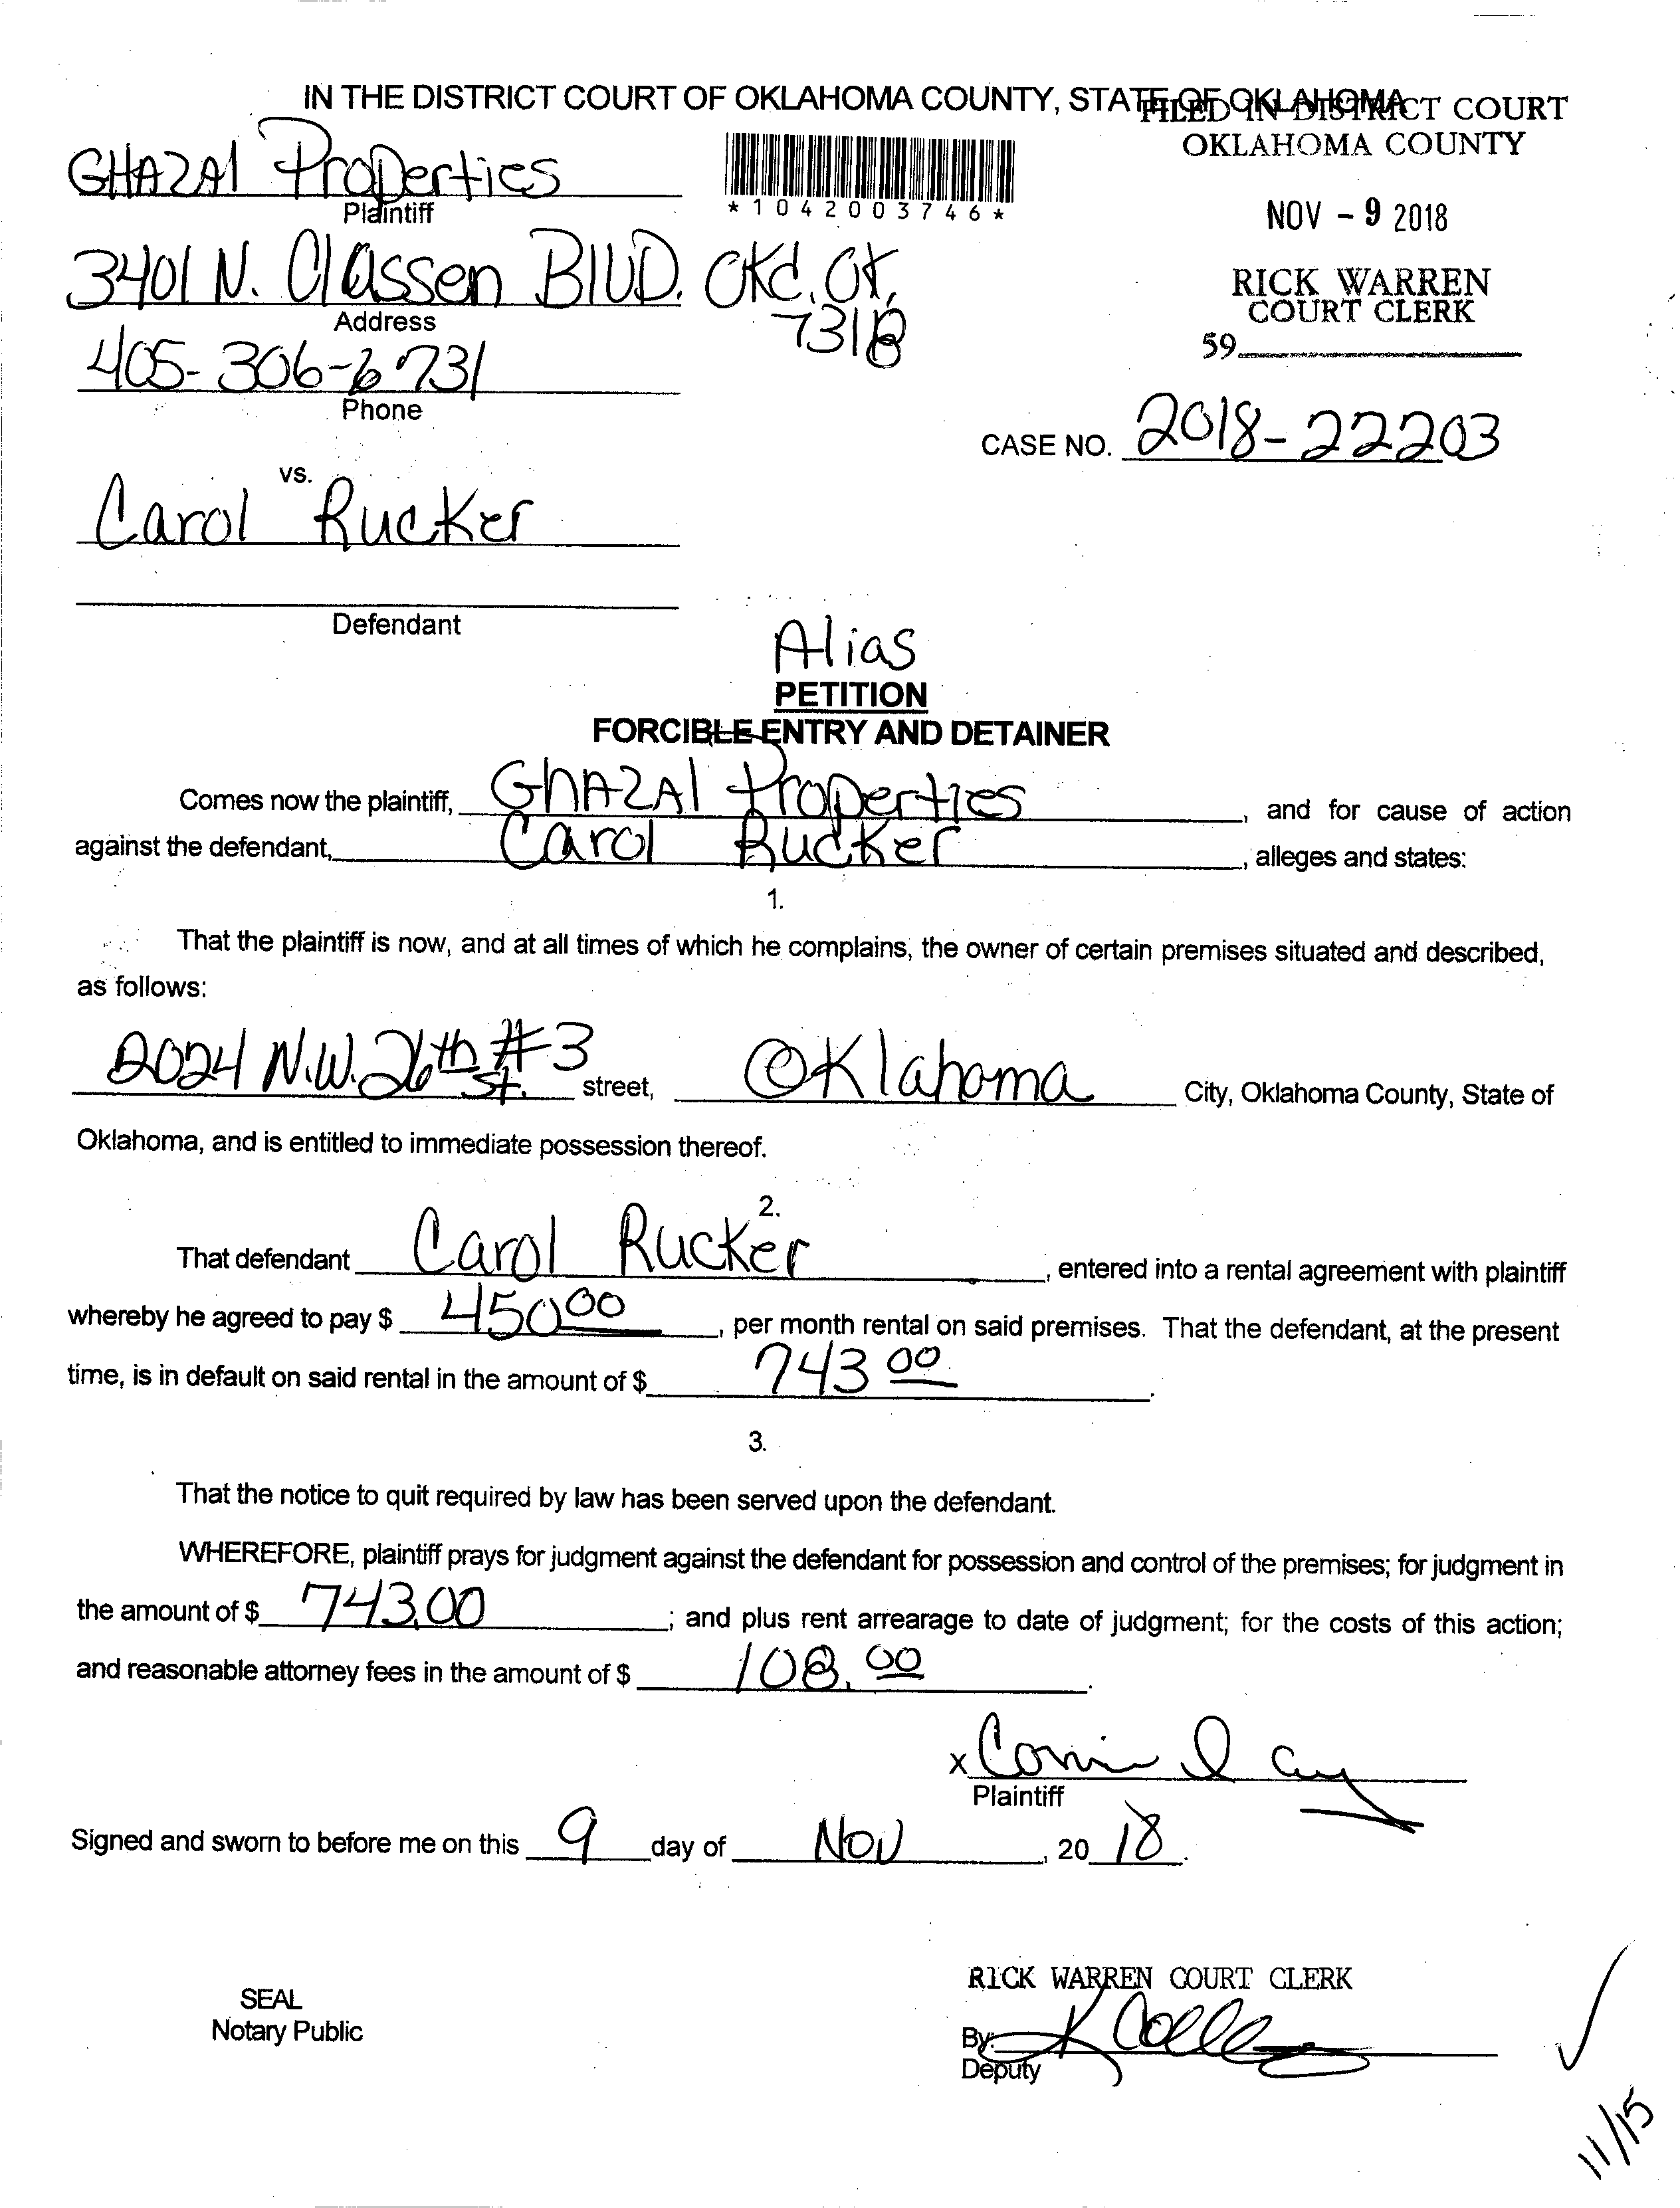 IN THE DISTRICT COURT OF OKLAHOMA COUNTY, STATE OF OKLAHOMA
FILED IN DISTRICT COURT
OKLAHOMA COUNTY
GHAZAl Properties
Plaintiff
*1042003746*
NOV - 9 2018
3401 N. Classen BlVD. OKC. OK.
Address
RICK WARREN
COURT CLERK
59
405-306-6731
Phone
CASE NO. 2018-22203
vs.
Carol Rucker
Defendant
Alias
PETITION
FORCIBLE ENTRY AND DETAINER
Comes now the plaintiff, GhAZAl Properties, and for cause of action
against the defendant, Carol Rucker, alleges and states:
1.
That the plaintiff is now, and at all times of which he complains, the owner of certain premises situated and described,
as follows:
2024 N.W. 26th St. #3 street, OKlahoma City, Oklahoma County, State of
Oklahoma, and is entitled to immediate possession thereof.
2.
That defendant Carol Rucker, entered into a rental agreement with plaintiff
whereby he agreed to pay $ 450 00, per month rental on said premises. That the defendant, at the present
time, is in default on said rental in the amount of $ 743 00.
3.
That the notice to quit required by law has been served upon the defendant.
WHEREFORE, plaintiff prays for judgment against the defendant for possession and control of the premises; for judgment in
the amount of $ 743.00; and plus rent arrearage to date of judgment; for the costs of this action;
and reasonable attorney fees in the amount of $ 108.00.
x
Plaintiff
Signed and sworn to before me on this 9 day of NOV, 20 18.
SEAL
Notary Public
RICK WARREN COURT CLERK
By:
Deputy
11/15